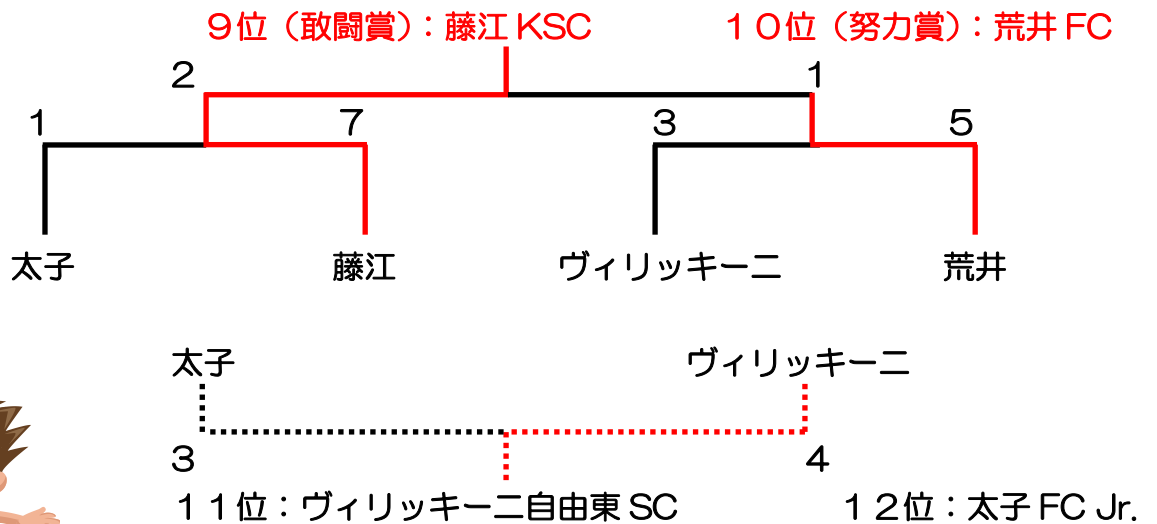 ９位（敢闘賞）：藤江 KSC　１０位（努力賞）：荒井 FC
2　1
1　7　3　5
太子　藤江　ヴィリッキーニ　荒井
太子　ヴィリッキーニ
3　4
１１位：ヴィリッキーニ自由東 SC　１２位：太子 FC Jr.